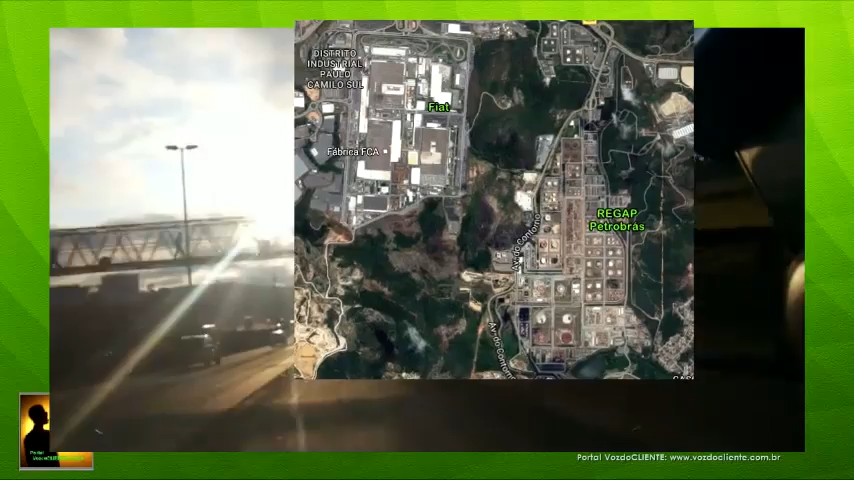 DISTRITO
INDUSTRIAL
PAULO
CAMILO SUL
Fiat
Fábrica FCA
REGAP
Petrobras
Av. do Contorno
Av. do Contorno
Portal
Portal VozdoCLIENTE: www.vozdocliente.com.br